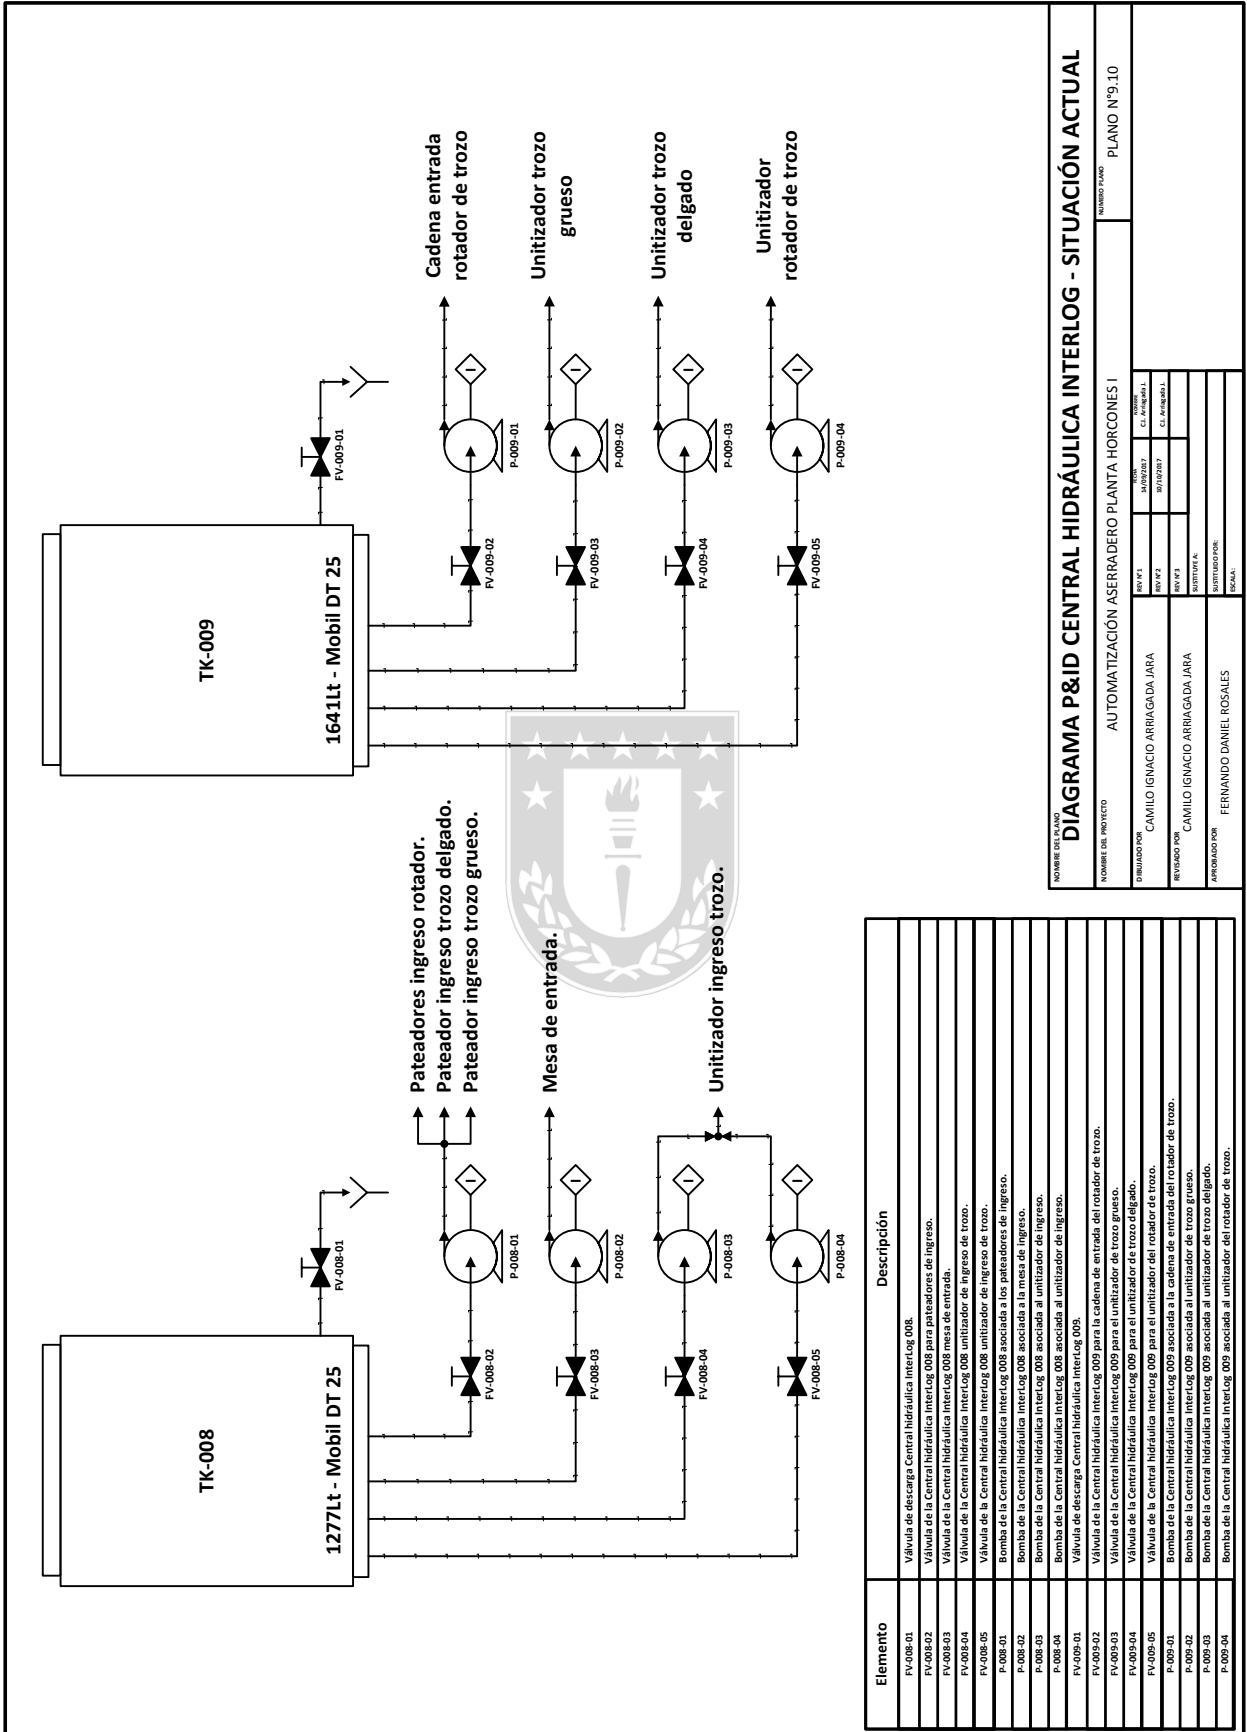 TK-008
1277Lt - Mobil DT 25
FV-008-01
FV-008-02
FV-008-03
FV-008-04
FV-008-05
P-008-01
P-008-02
P-008-03
P-008-04
I
I
I
I
Pateadores ingreso rotador.
Pateador ingreso trozo delgado.
Pateador ingreso trozo grueso.
Mesa de entrada.
Unitizador ingreso trozo.
TK-009
1641Lt - Mobil DT 25
FV-009-01
FV-009-02
FV-009-03
FV-009-04
FV-009-05
P-009-01
P-009-02
P-009-03
P-009-04
I
I
I
I
Cadena entrada
rotador de trozo
Unitizador trozo
grueso
Unitizador trozo
delgado
Unitizador
rotador de trozo
Elemento Descripción
FV-008-01 Válvula de descarga Central hidráulica InterLog 008.
FV-008-02 Válvula de la Central hidráulica InterLog 008 para pateadores de ingreso.
FV-008-03 Válvula de la Central hidráulica InterLog 008 mesa de entrada.
FV-008-04 Válvula de la Central hidráulica InterLog 008 unitizador de ingreso de trozo.
FV-008-05 Válvula de la Central hidráulica InterLog 008 unitizador de ingreso de trozo.
P-008-01 Bomba de la Central hidráulica InterLog 008 asociada a los pateadores de ingreso.
P-008-02 Bomba de la Central hidráulica InterLog 008 asociada a la mesa de ingreso.
P-008-03 Bomba de la Central hidráulica InterLog 008 asociada al unitizador de ingreso.
P-008-04 Bomba de la Central hidráulica InterLog 008 asociada al unitizador de ingreso.
FV-009-01 Válvula de descarga Central hidráulica InterLog 009.
FV-009-02 Válvula de la Central hidráulica InterLog 009 para la cadena de entrada del rotador de trozo.
FV-009-03 Válvula de la Central hidráulica InterLog 009 para el unitizador de trozo grueso.
FV-009-04 Válvula de la Central hidráulica InterLog 009 para el unitizador de trozo delgado.
FV-009-05 Válvula de la Central hidráulica InterLog 009 para el unitizador del rotador de trozo.
P-009-01 Bomba de la Central hidráulica InterLog 009 asociada a la cadena de entrada del rotador de trozo.
P-009-02 Bomba de la Central hidráulica InterLog 009 asociada al unitizador de trozo grueso.
P-009-03 Bomba de la Central hidráulica InterLog 009 asociada al unitizador de trozo delgado.
P-009-04 Bomba de la Central hidráulica InterLog 009 asociada al unitizador del rotador de trozo.
NOMBRE DEL PLANO
DIAGRAMA P&ID CENTRAL HIDRÁULICA INTERLOG - SITUACIÓN ACTUAL
NOMBRE DEL PROYECTO
AUTOMATIZACIÓN ASERRADERO PLANTA HORCONES I
NUMERO PLANO
PLANO N°9.10
DIBUJADO POR
CAMILO IGNACIO ARRIAGADA JARA
REVISADO POR
CAMILO IGNACIO ARRIAGADA JARA
APROBADO POR
FERNANDO DANIEL ROSALES
FECHA NOMBRE
REV N°1 14/09/2017 C.I. Arriagada J.
REV N°2 10/10/2017 C.I. Arriagada J.
REV N°3
SUSTITUYE A:
SUSTITUIDO POR:
ESCALA: